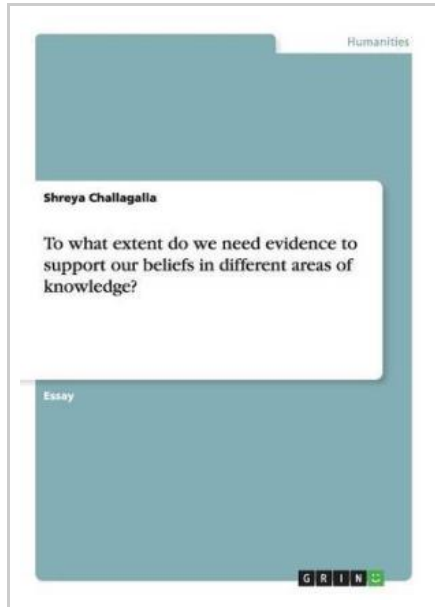 Humanities
Shreya Challagalla
To what extent do we need evidence to
support our beliefs in different areas of
knowledge?
Essay
GRIN